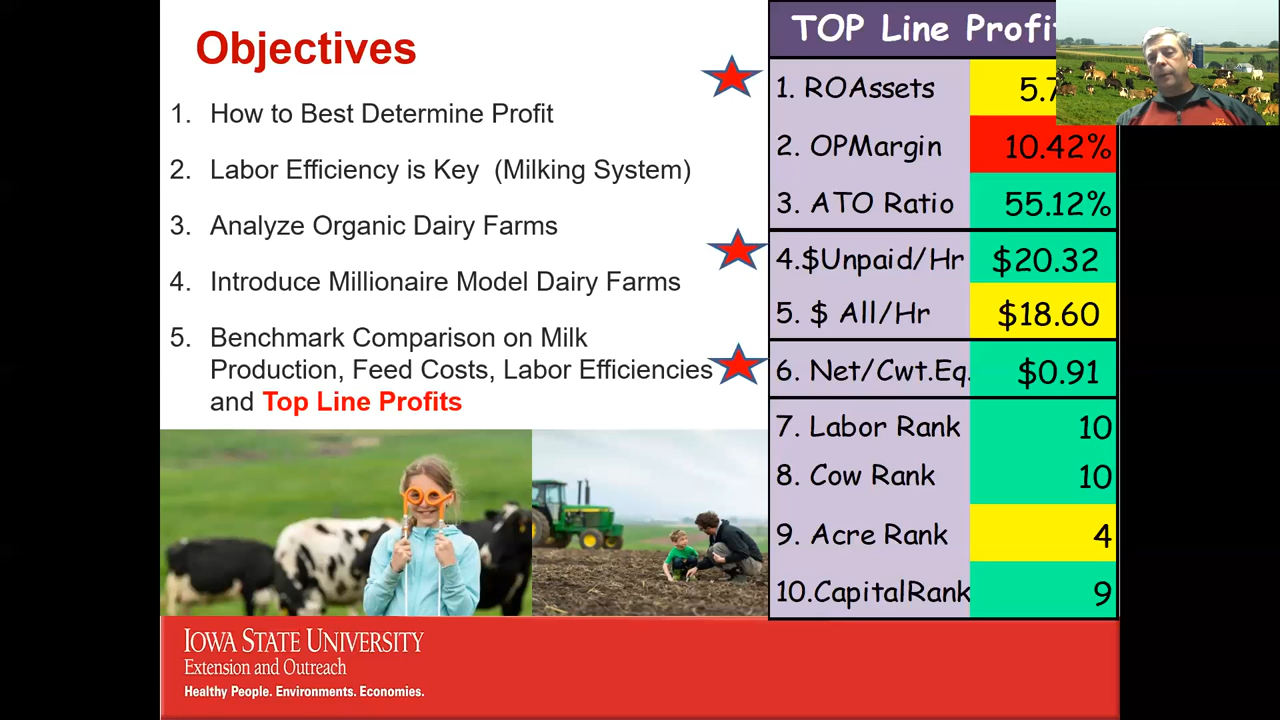 Objectives
1. How to Best Determine Profit
2. Labor Efficiency is Key (Milking System)
3. Analyze Organic Dairy Farms
4. Introduce Millionaire Model Dairy Farms
5. Benchmark Comparison on Milk
Production, Feed Costs, Labor Efficiencies
and Top Line Profits
TOP Line
1. ROAssets
2. OPMargin 10.42%
3. ATO Ratio 55.12%
4.$Unpaid/Hr $20.32
5. $ All/Hr $18.60
6. Net/Cwt.Eq. $0.91
7. Labor Rank 10
8. Cow Rank 10
9. Acre Rank 4
10.CapitalRank 9
IOWA STATE UNIVERSITY
Extension and Outreach
Healthy People. Environments. Economies.